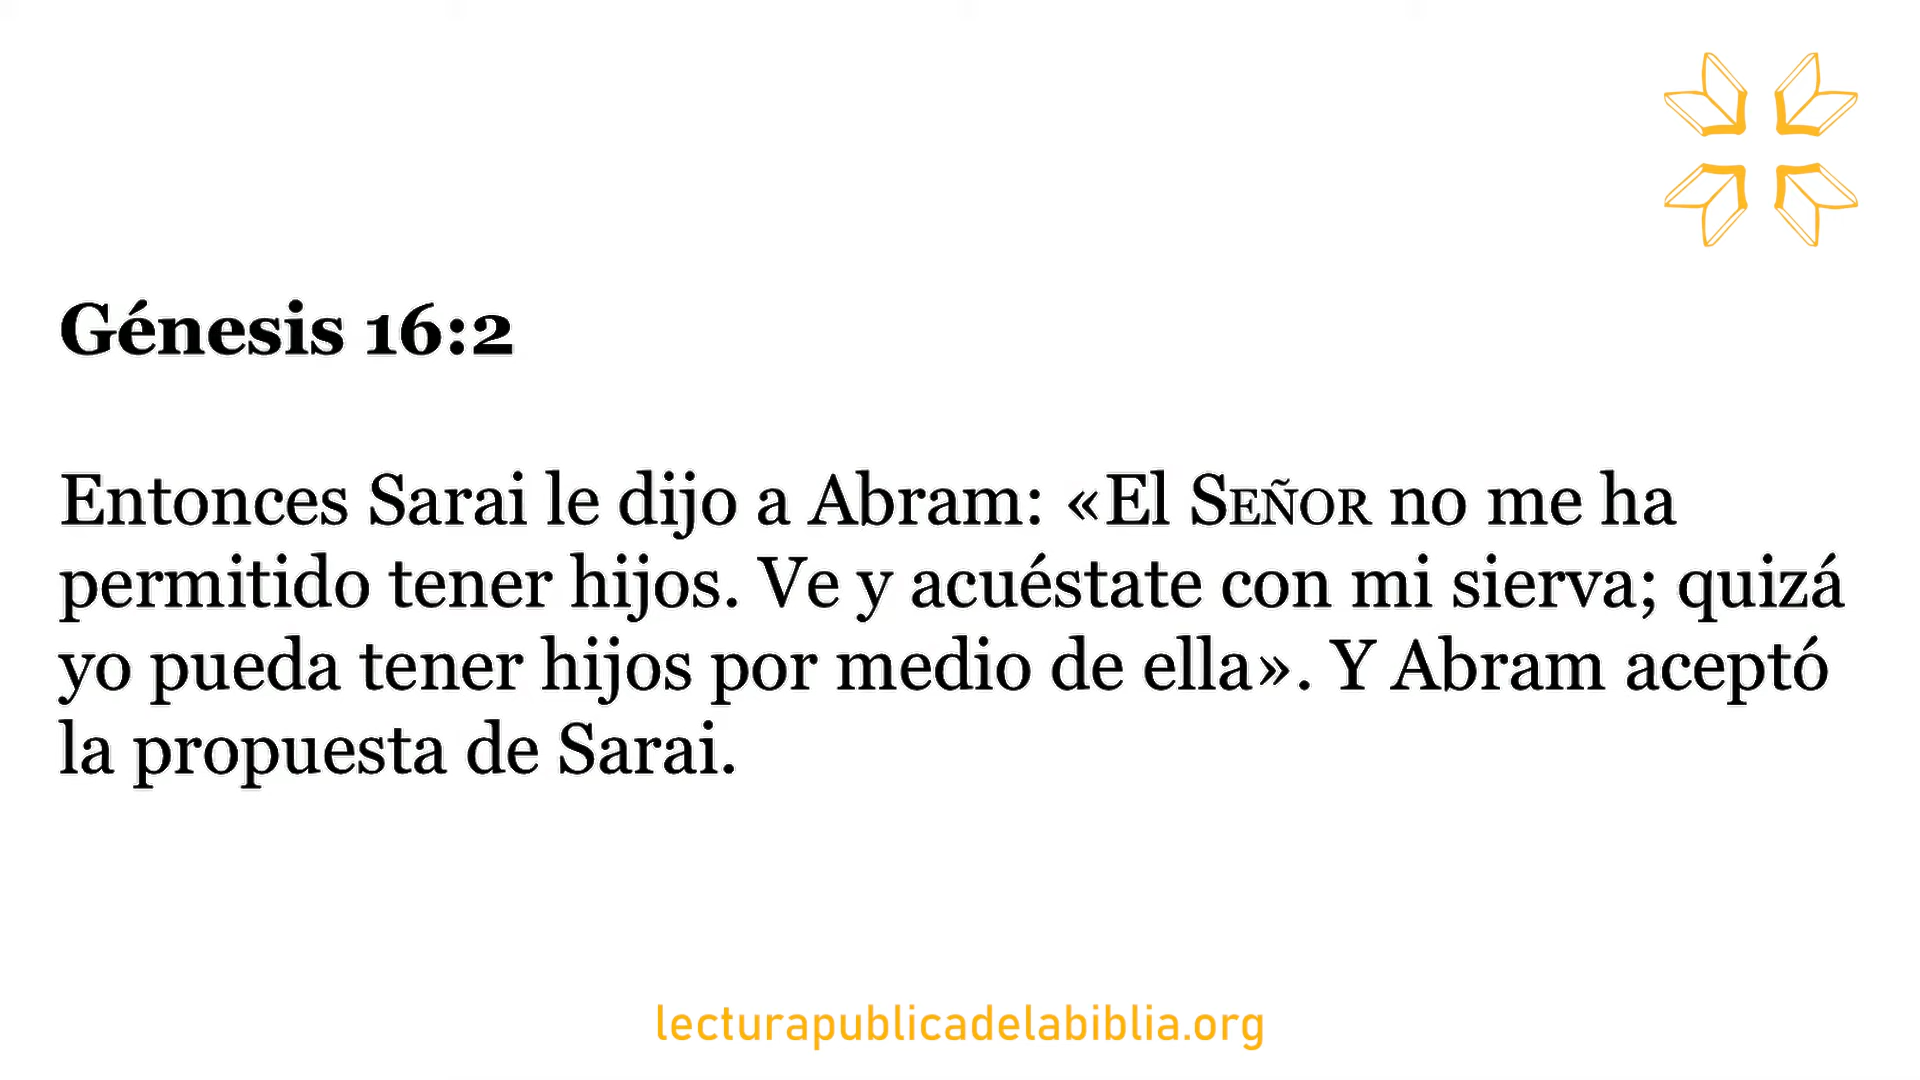 Génesis 16:2
Entonces Sarai le dijo a Abram: «El SEÑOR no me ha
permitido tener hijos. Ve y acuéstate con mi sierva; quizá
yo pueda tener hijos por medio de ella». Y Abram aceptó
la propuesta de Sarai.
lecturapublicadelabiblia.org